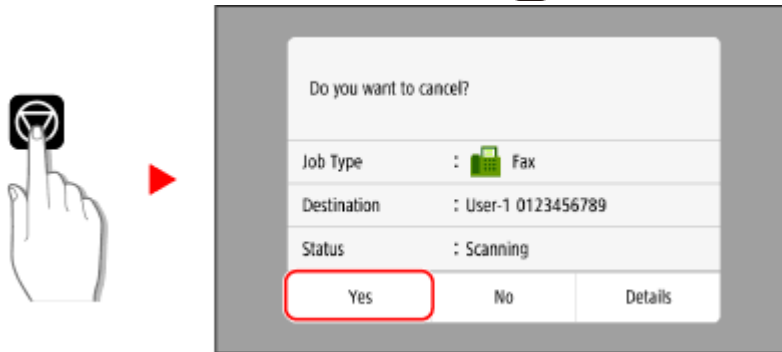 Do you want to cancel?
Job Type : Fax
Destination : User-1 0123456789
Status : Scanning
Yes No Details